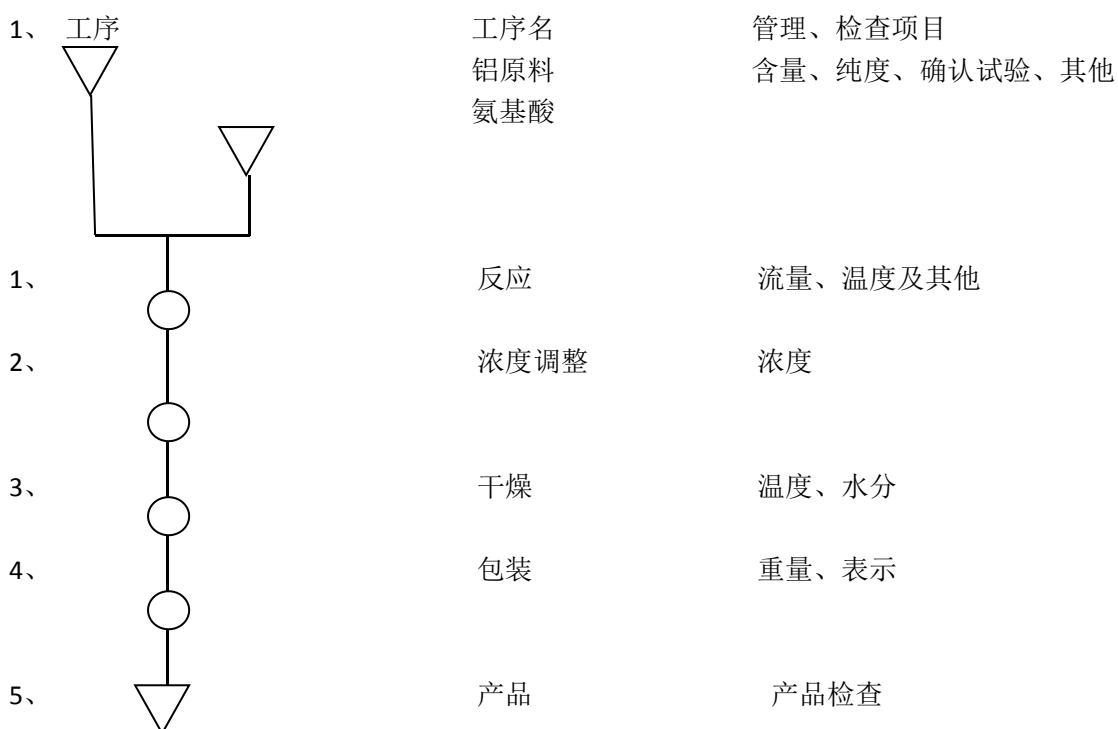 1、 工序 工序名 管理、检查项目
铝原料 含量、纯度、确认试验、其他
氨基酸
1、 反应 流量、温度及其他
2、 浓度调整 浓度
3、 干燥 温度、水分
4、 包装 重量、表示
5、 产品 产品检查